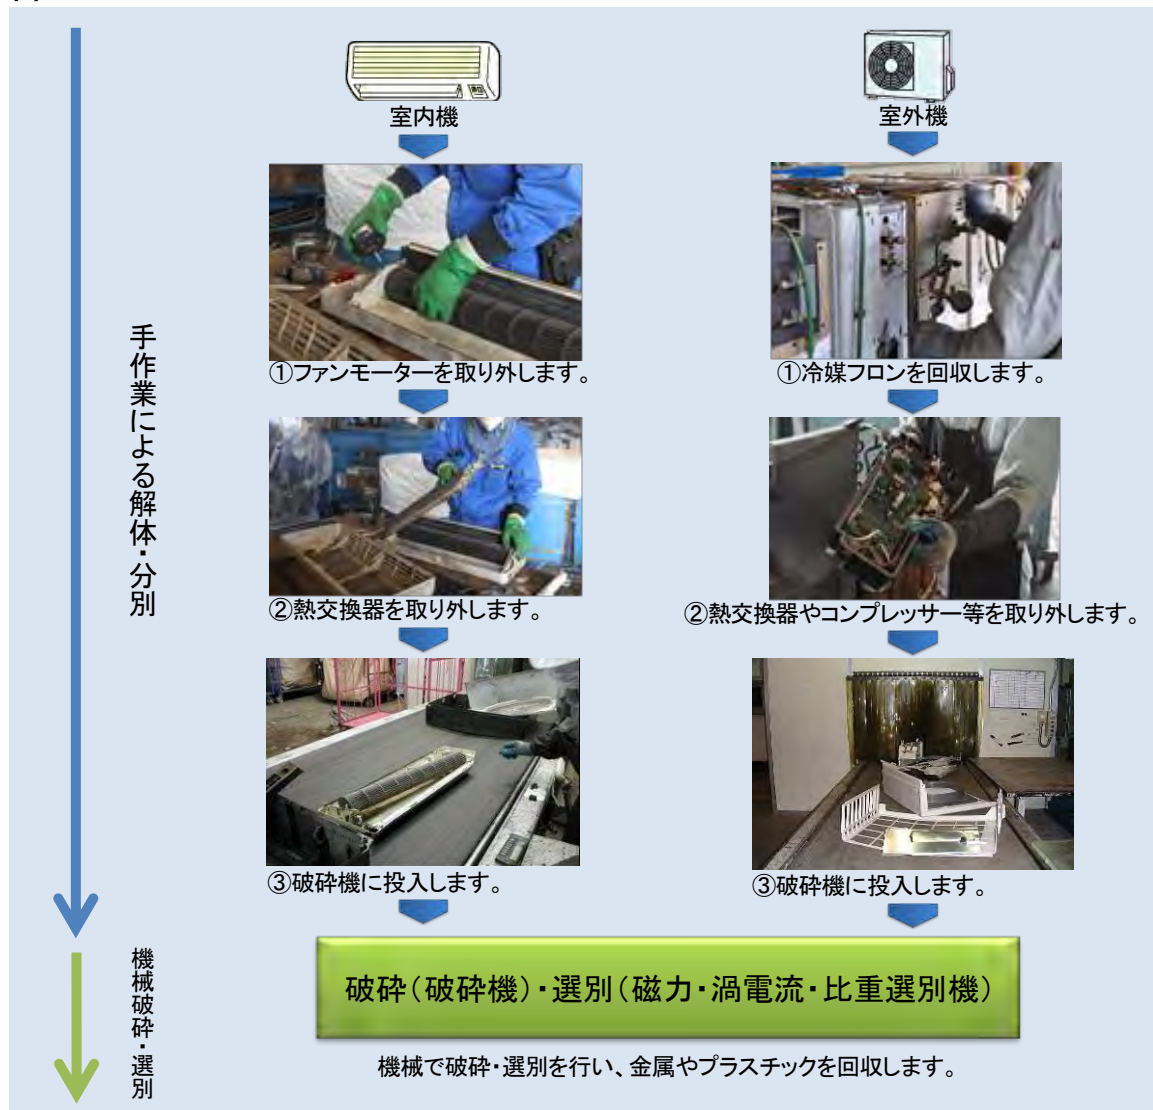 室内機
室外機
手作業による解体・分別
①ファンモーターを取り外します。
①冷媒フロンを回収します。
②熱交換器を取り外します。
②熱交換器やコンプレッサー等を取り外します。
③破砕機に投入します。
③破砕機に投入します。
機械破砕・選別
破砕(破砕機)・選別(磁力・渦電流・比重選別機)
機械で破砕・選別を行い、金属やプラスチックを回収します。